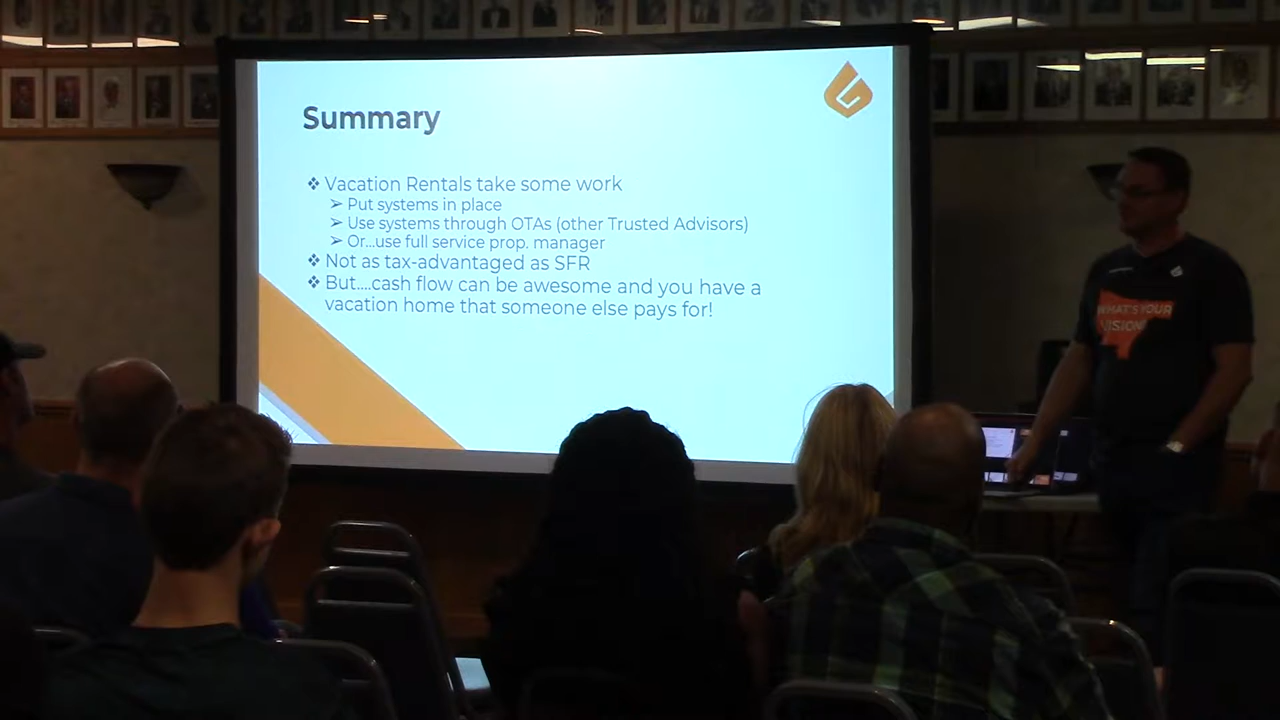 Summary
❖ Vacation Rentals take some work
➢ Put systems in place
➢ Use systems through OTAs (other Trusted Advisors)
➢ Or...use full service prop. manager
❖ Not as tax-advantaged as SFR
❖ But....cash flow can be awesome and you have a
vacation home that someone else pays for!
WHAT'S YOUR
VISION